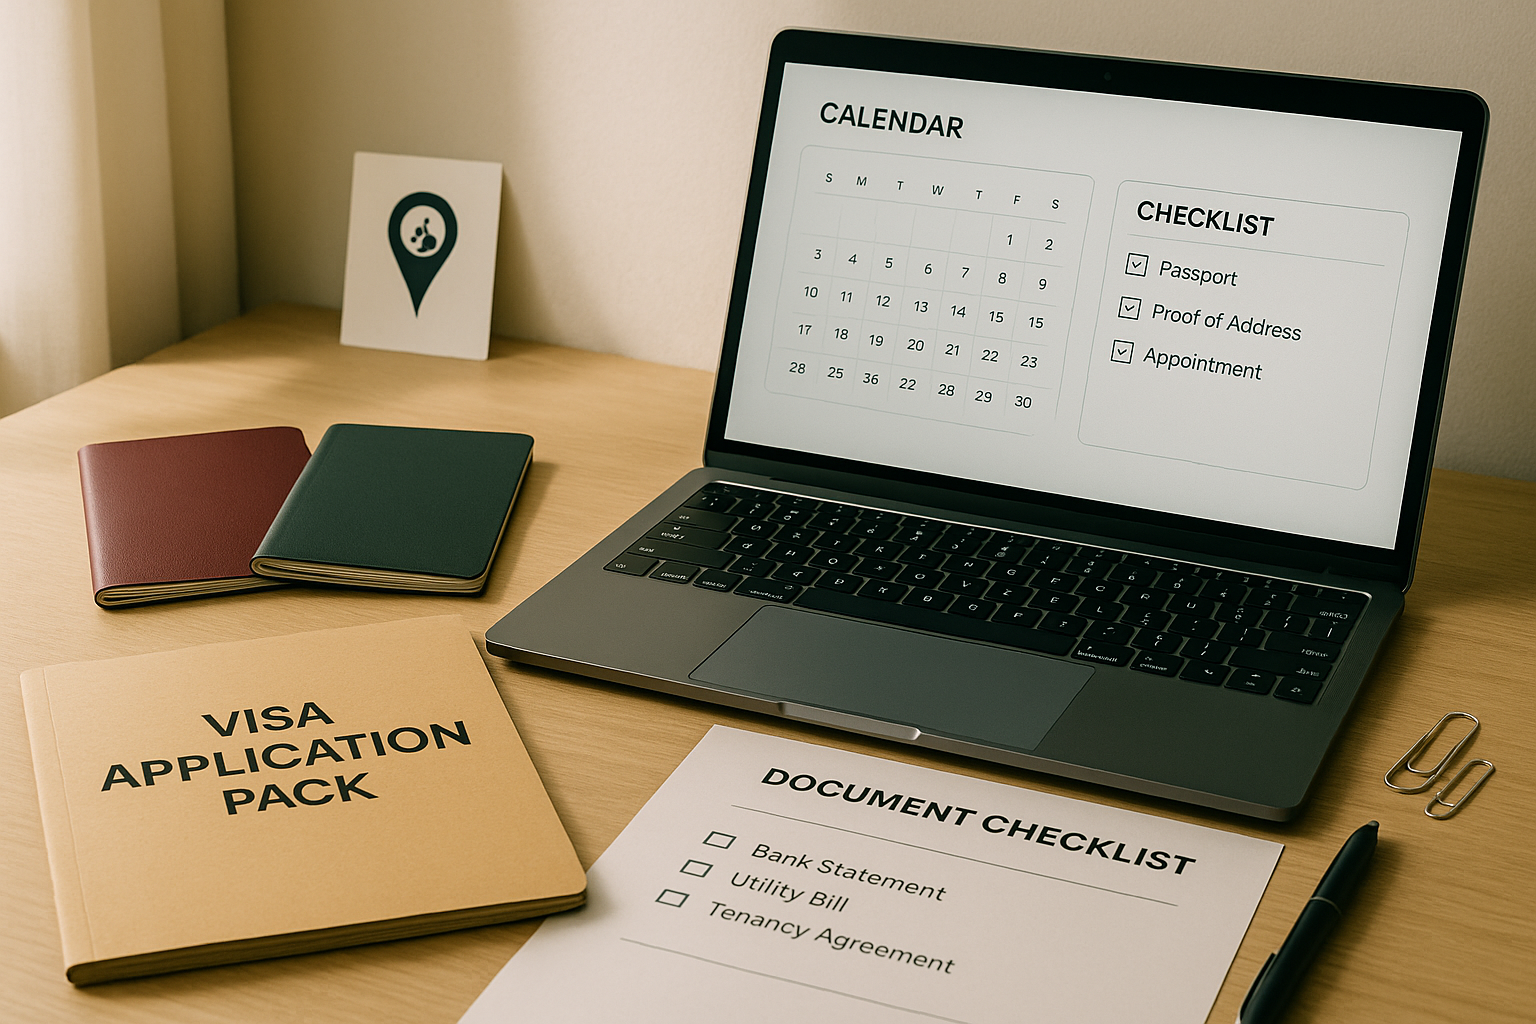 CALENDAR
S M T W T F S
1 2
3 4 5 6 7 8 9
10 11 12 13 14 15 15
17 18 19 20 21 22 23
28 25 36 22 28 29 30
CHECKLIST
Passport
Proof of Address
Appointment
VISA
APPLICATION
PACK
DOCUMENT CHECKLIST
Bank Statement
Utility Bill
Tenancy Agreement